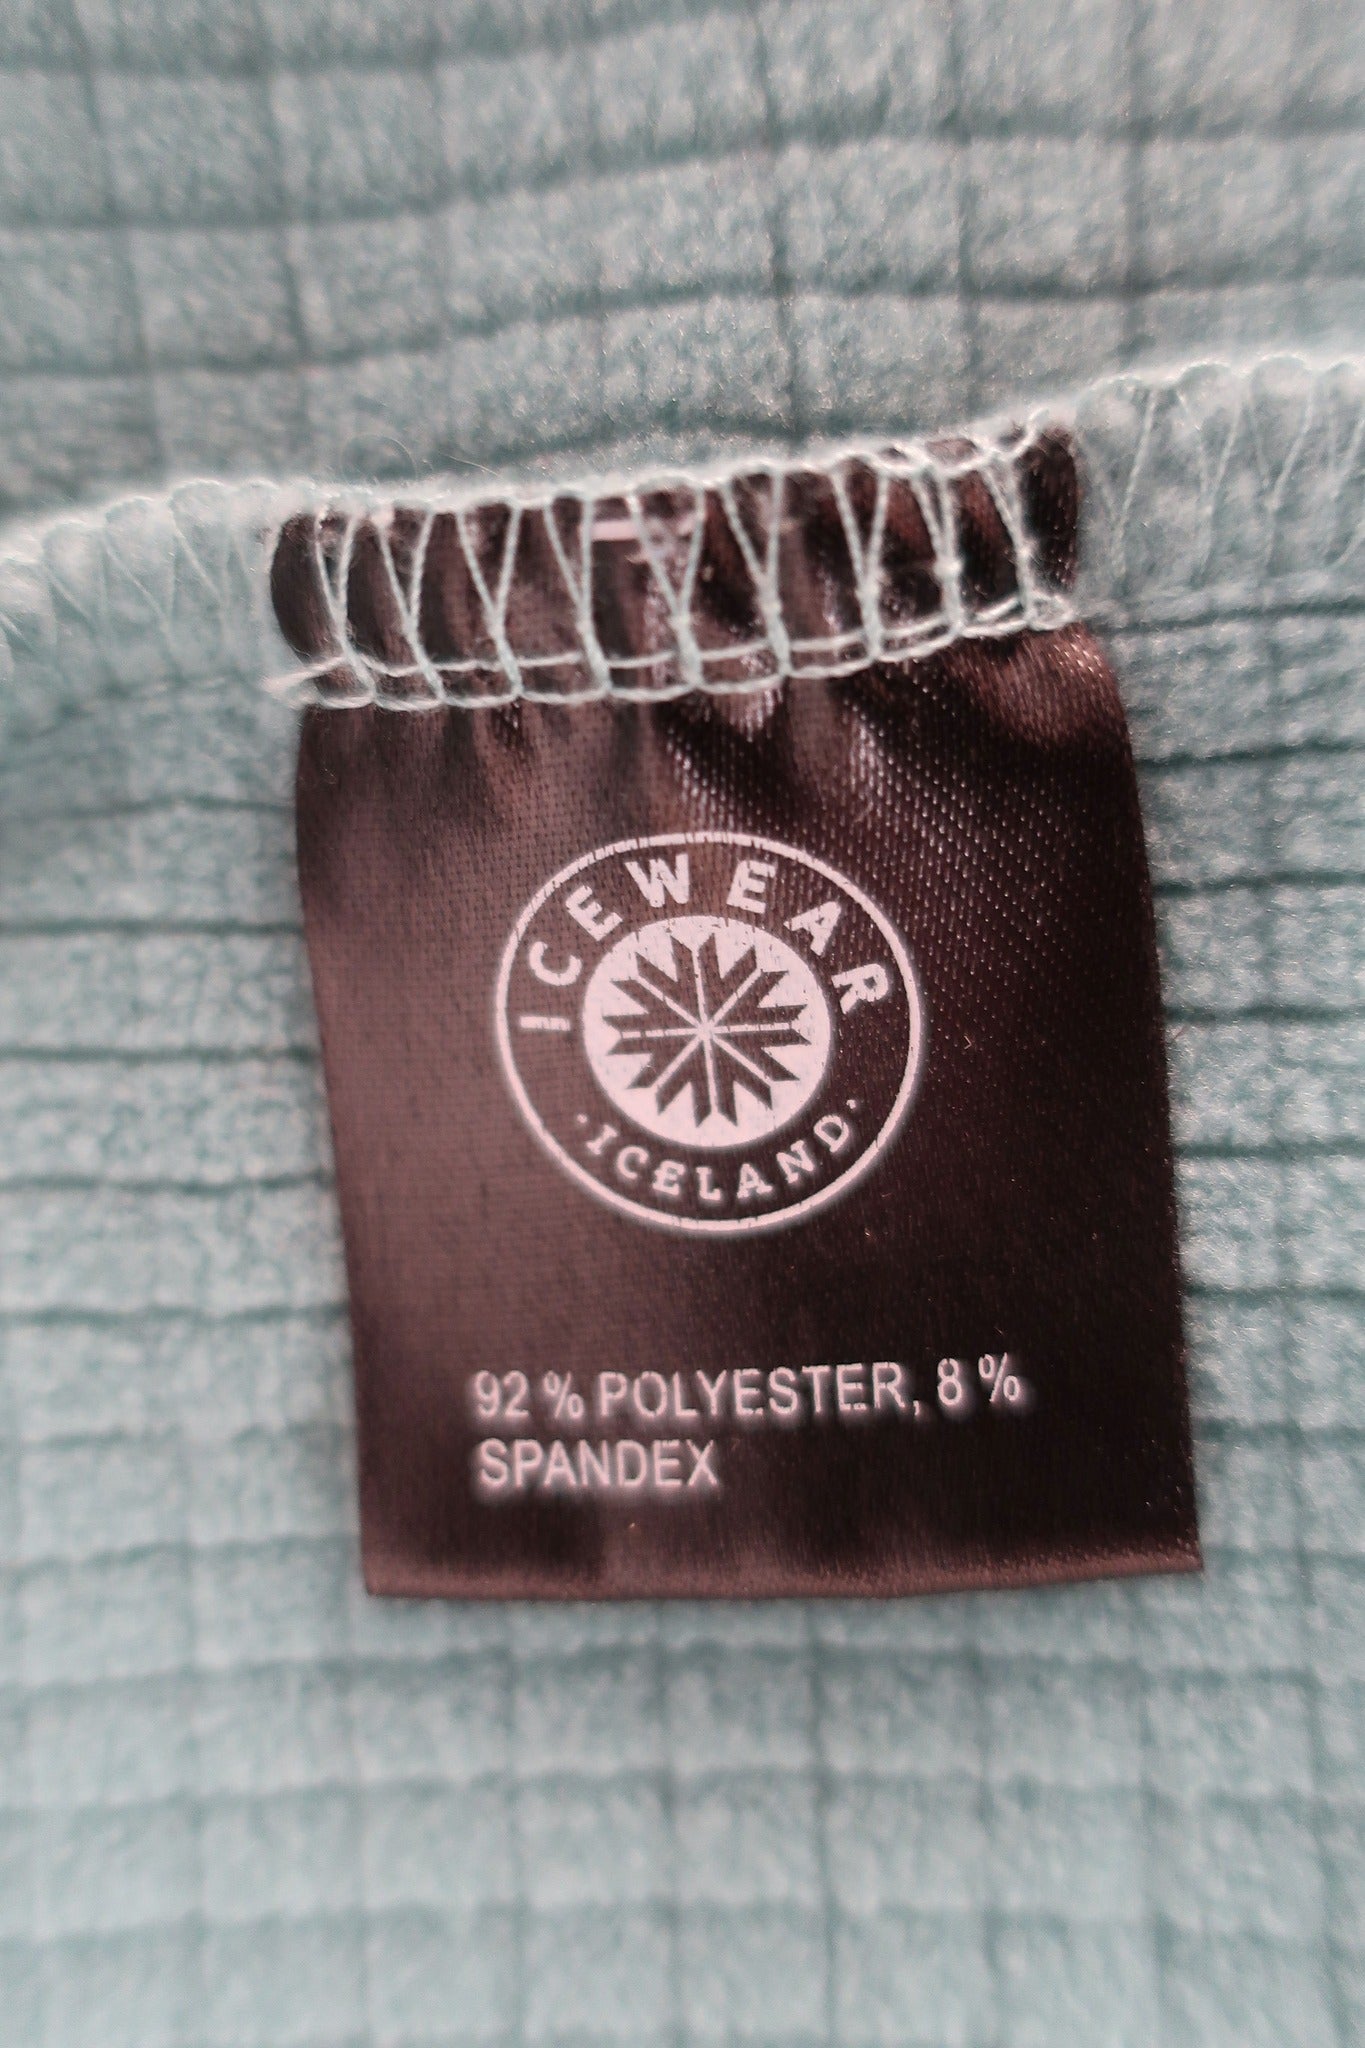 ICEWEAR
· ICELAND ·
92 % POLYESTER, 8 %
SPANDEX